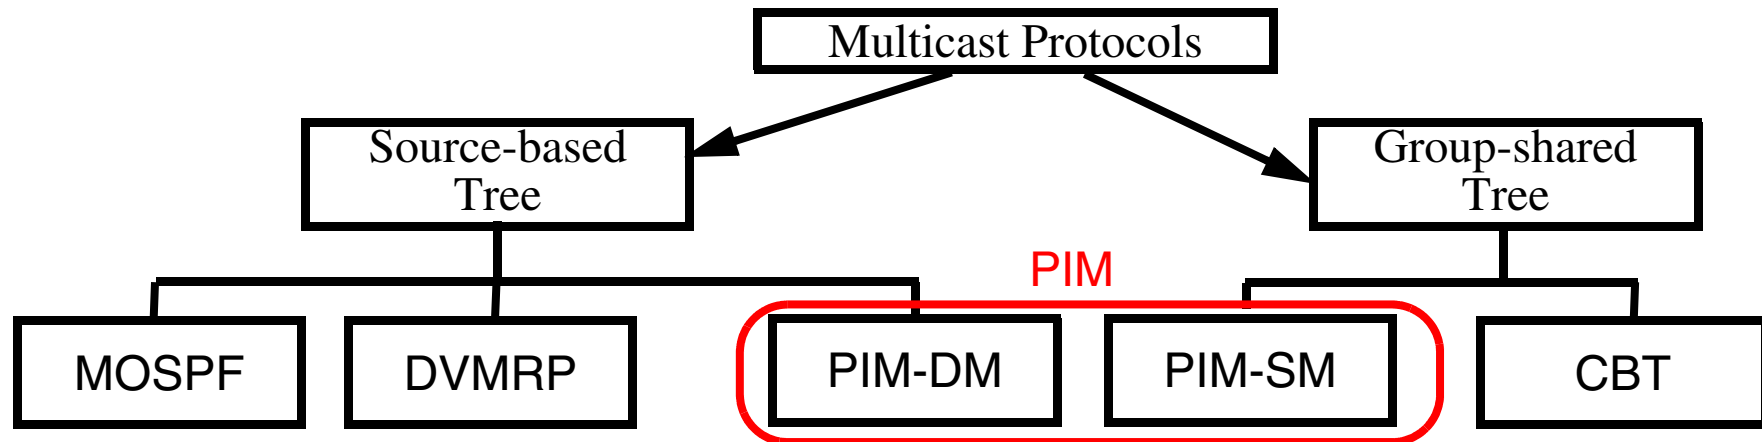 Multicast Protocols
Source-based
Tree
Group-shared
Tree
PIM
MOSPF
DVMRP
PIM-DM
PIM-SM
CBT